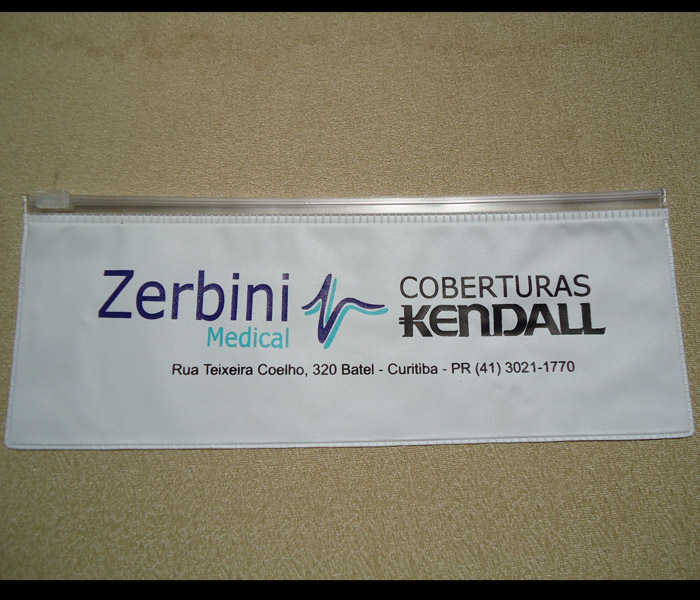 Zerbini
Medical
COBERTURAS
KENDALL
Rua Teixeira Coelho, 320 Batel - Curitiba - PR (41) 3021-1770